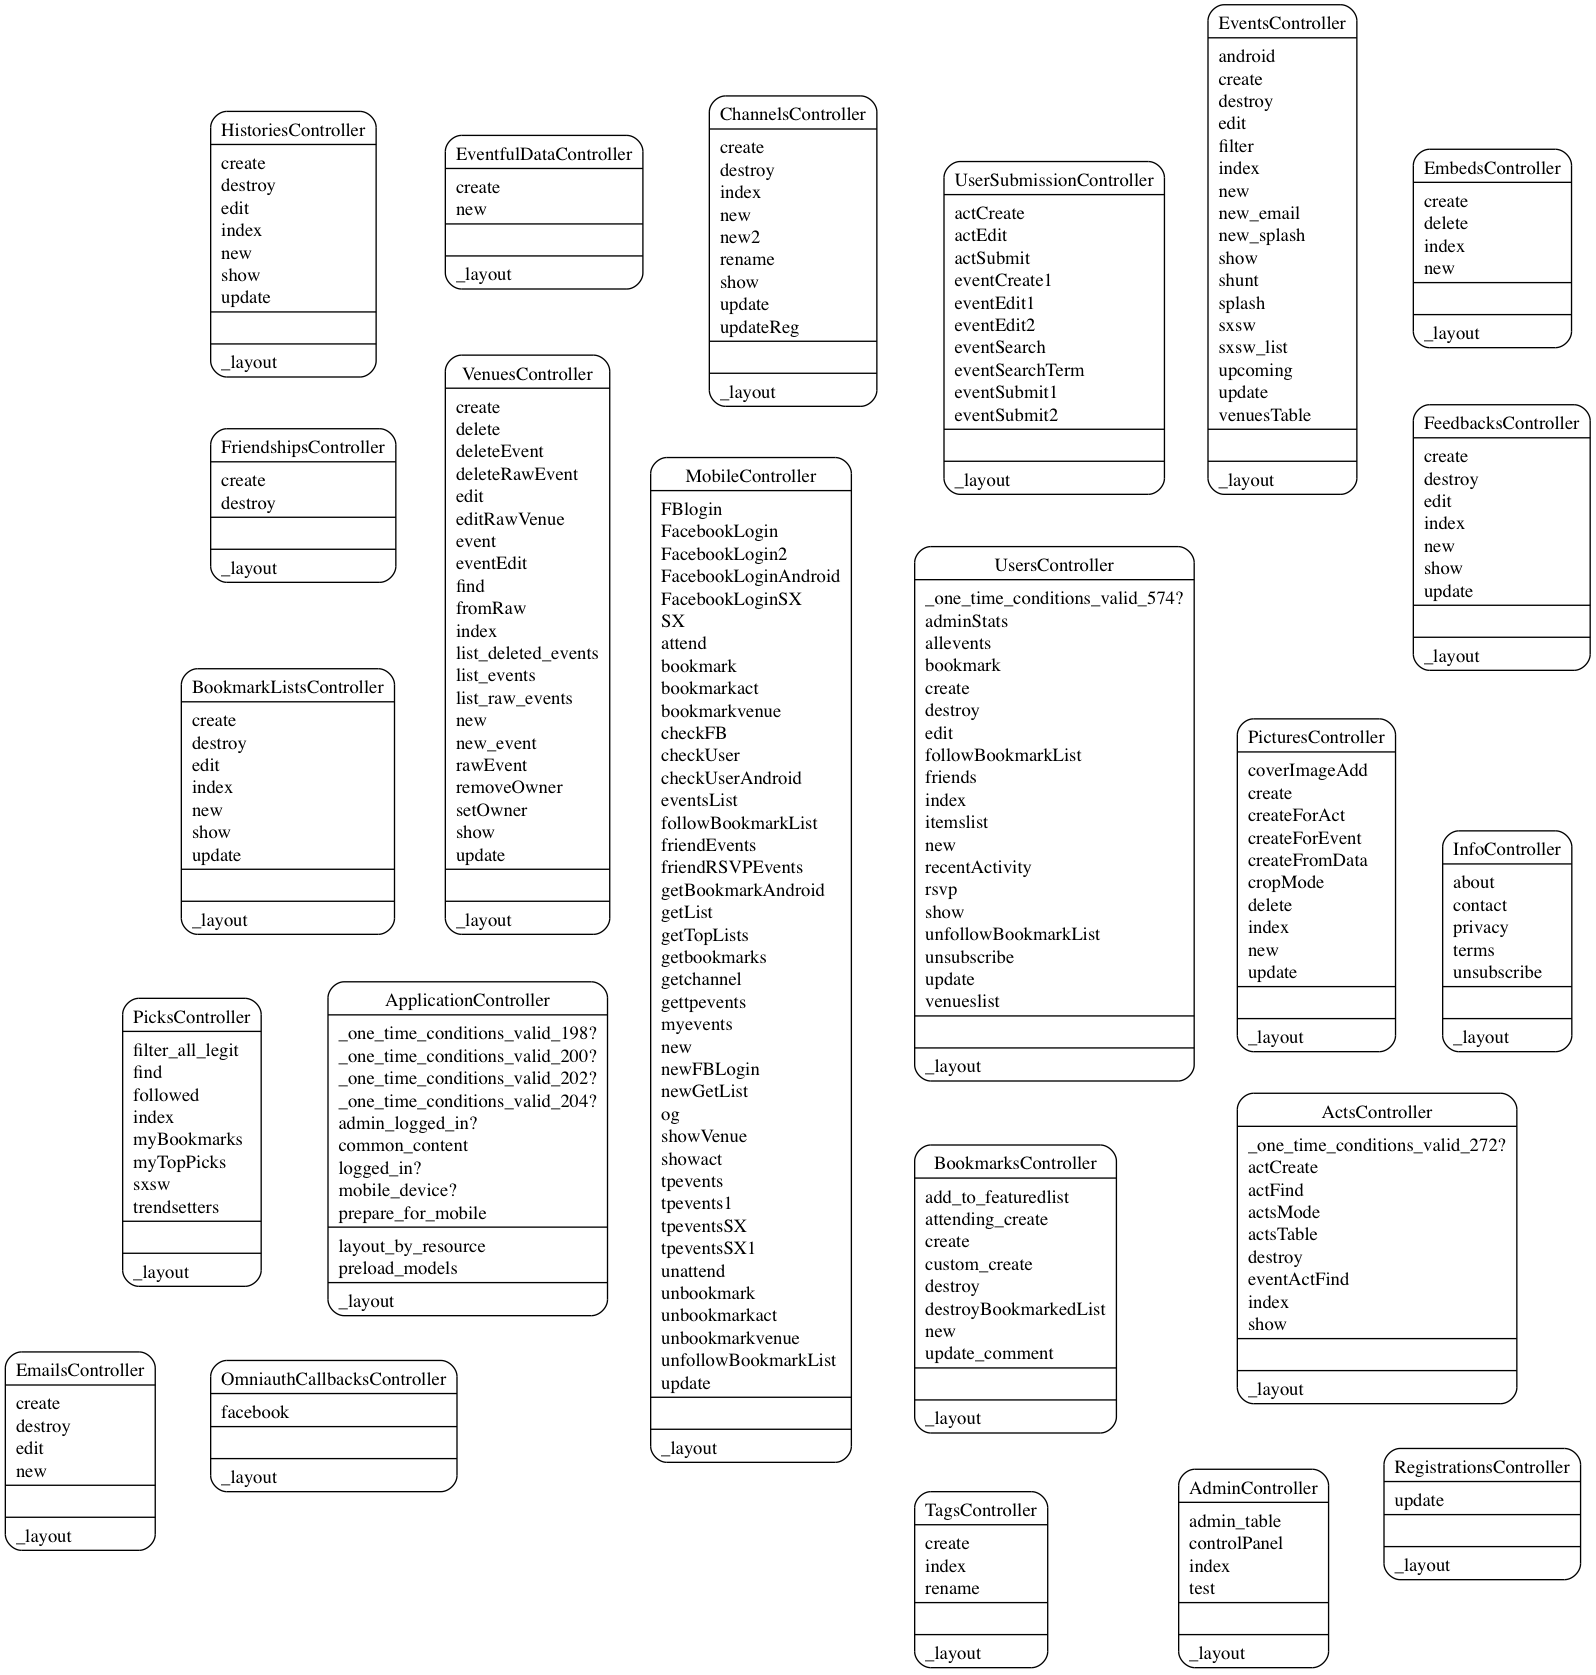 EventsController
android
create
destroy
edit
filter
index
new
new_email
new_splash
show
shunt
splash
sxsw
sxsw_list
upcoming
update
venuesTable
_layout
ChannelsController
create
destroy
index
new
new2
rename
show
update
updateReg
_layout
HistoriesController
create
destroy
edit
index
new
show
update
_layout
EventfulDataController
create
new
_layout
EmbedsController
create
delete
index
new
_layout
UserSubmissionController
actCreate
actEdit
actSubmit
eventCreate1
eventEdit1
eventEdit2
eventSearch
eventSearchTerm
eventSubmit1
eventSubmit2
_layout
VenuesController
create
delete
deleteEvent
deleteRawEvent
edit
editRawVenue
event
eventEdit
find
fromRaw
index
list_deleted_events
list_events
list_raw_events
new
new_event
rawEvent
removeOwner
setOwner
show
update
_layout
FeedbacksController
create
destroy
edit
index
new
show
update
_layout
FriendshipsController
create
destroy
_layout
MobileController
FBlogin
FacebookLogin
FacebookLogin2
FacebookLoginAndroid
FacebookLoginSX
SX
attend
bookmark
bookmarkact
bookmarkvenue
checkFB
checkUser
checkUserAndroid
eventsList
followBookmarkList
friendEvents
friendRSVPEvents
getBookmarkAndroid
getList
getTopLists
getbookmarks
getchannel
gettpevents
myevents
new
newFBLogin
newGetList
og
showVenue
showact
tpevents
tpevents1
tpeventsSX
tpeventsSX1
unattend
unbookmark
unbookmarkact
unbookmarkvenue
unfollowBookmarkList
update
_layout
UsersController
_one_time_conditions_valid_574?
adminStats
allevents
bookmark
create
destroy
edit
followBookmarkList
friends
index
itemslist
new
recentActivity
rsvp
show
unfollowBookmarkList
unsubscribe
update
venueslist
_layout
BookmarkListsController
create
destroy
edit
index
new
show
update
_layout
PicturesController
coverImageAdd
create
createForAct
createForEvent
createFromData
cropMode
delete
index
new
update
_layout
InfoController
about
contact
privacy
terms
unsubscribe
_layout
ApplicationController
_one_time_conditions_valid_198?
_one_time_conditions_valid_200?
_one_time_conditions_valid_202?
_one_time_conditions_valid_204?
admin_logged_in?
common_content
logged_in?
mobile_device?
prepare_for_mobile
layout_by_resource
preload_models
_layout
PicksController
filter_all_legit
find
followed
index
myBookmarks
myTopPicks
sxsw
trendsetters
_layout
ActsController
_one_time_conditions_valid_272?
actCreate
actFind
actsMode
actsTable
destroy
eventActFind
index
show
_layout
BookmarksController
add_to_featuredlist
attending_create
create
custom_create
destroy
destroyBookmarkedList
new
update_comment
_layout
EmailsController
create
destroy
edit
new
_layout
OmniauthCallbacksController
facebook
_layout
RegistrationsController
update
_layout
AdminController
admin_table
controlPanel
index
test
_layout
TagsController
create
index
rename
_layout